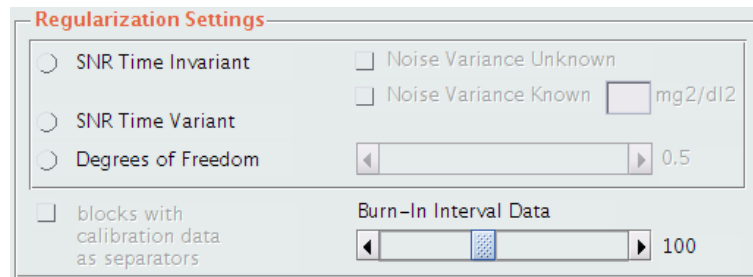 Regularization Settings
SNR Time Invariant
Noise Variance Unknown
Noise Variance Known mg2/dl2
SNR Time Variant
Degrees of Freedom 0.5
blocks with
calibration data
as separators
Burn-In Interval Data
100